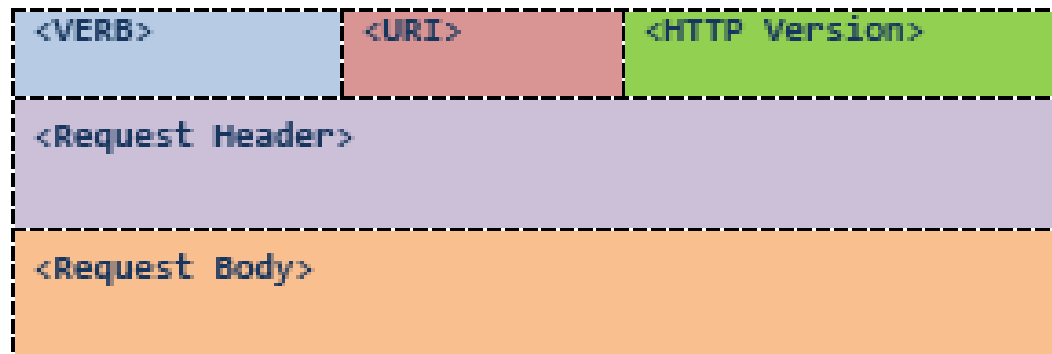 <VERB> <URI> <HTTP Version>
<Request Header>
<Request Body>